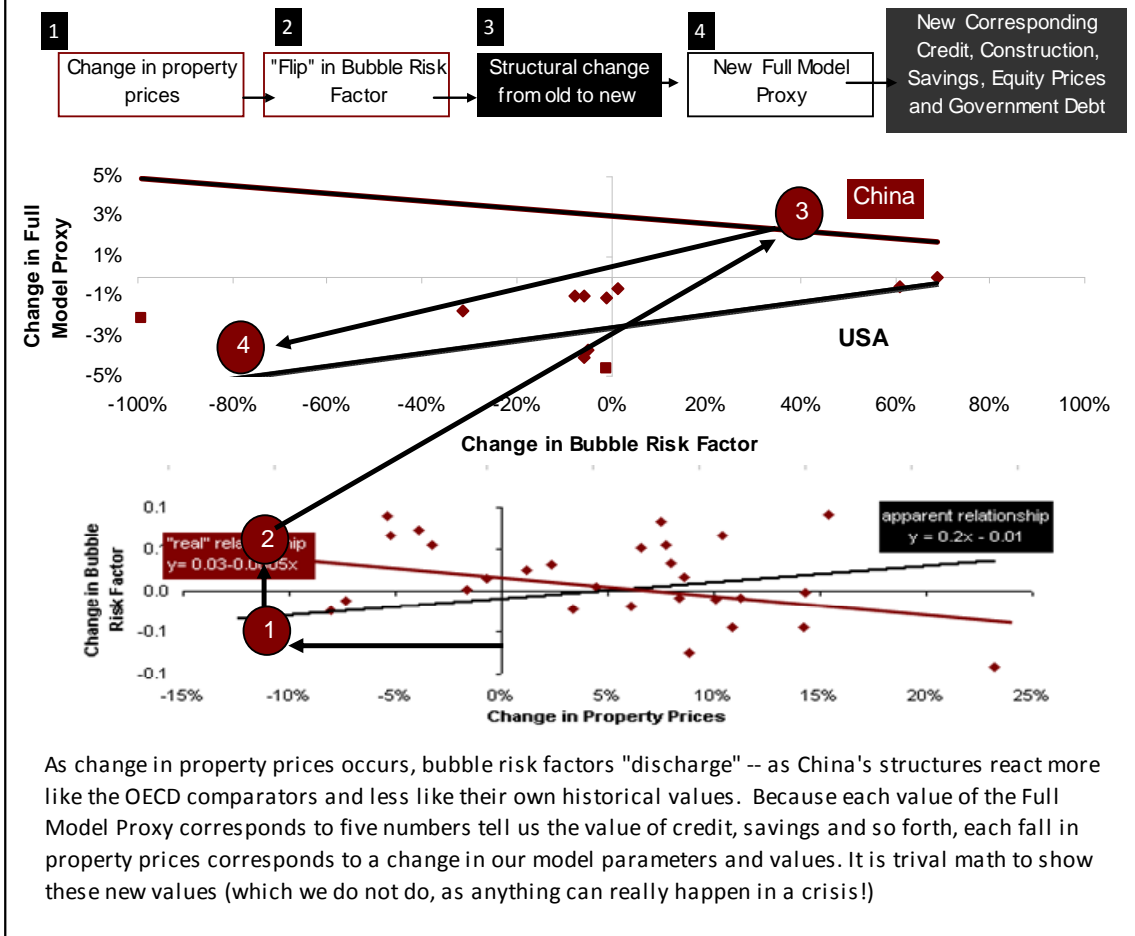 1
2
3
4
Change in property
prices
"Flip" in Bubble Risk
Factor
Structural change
from old to new
New Full Model
Proxy
New Corresponding
Credit, Construction,
Savings, Equity Prices
and Government Debt
Change in Full
Model Proxy
5%
3%
1%
-1%
-3%
-5%
3
China
4
USA
-100%
-80%
-60%
-40%
-20%
0%
20%
40%
60%
80%
100%
Change in Bubble Risk Factor
Change in Bubble
Risk Factor
0.1
0.1
0.0
-0.1
-0.1
2
"real" rela
hip
y= 0.03-0.
05x
1
apparent relationship
y = 0.2x - 0.01
-15%
-10%
-5%
0%
5%
10%
15%
20%
25%
Change in Property Prices
As change in property prices occurs, bubble risk factors "discharge" -- as China's structures react more
like the OECD comparators and less like their own historical values. Because each value of the Full
Model Proxy corresponds to five numbers tell us the value of credit, savings and so forth, each fall in
property prices corresponds to a change in our model parameters and values. It is trival math to show
these new values (which we do not do, as anything can really happen in a crisis!)